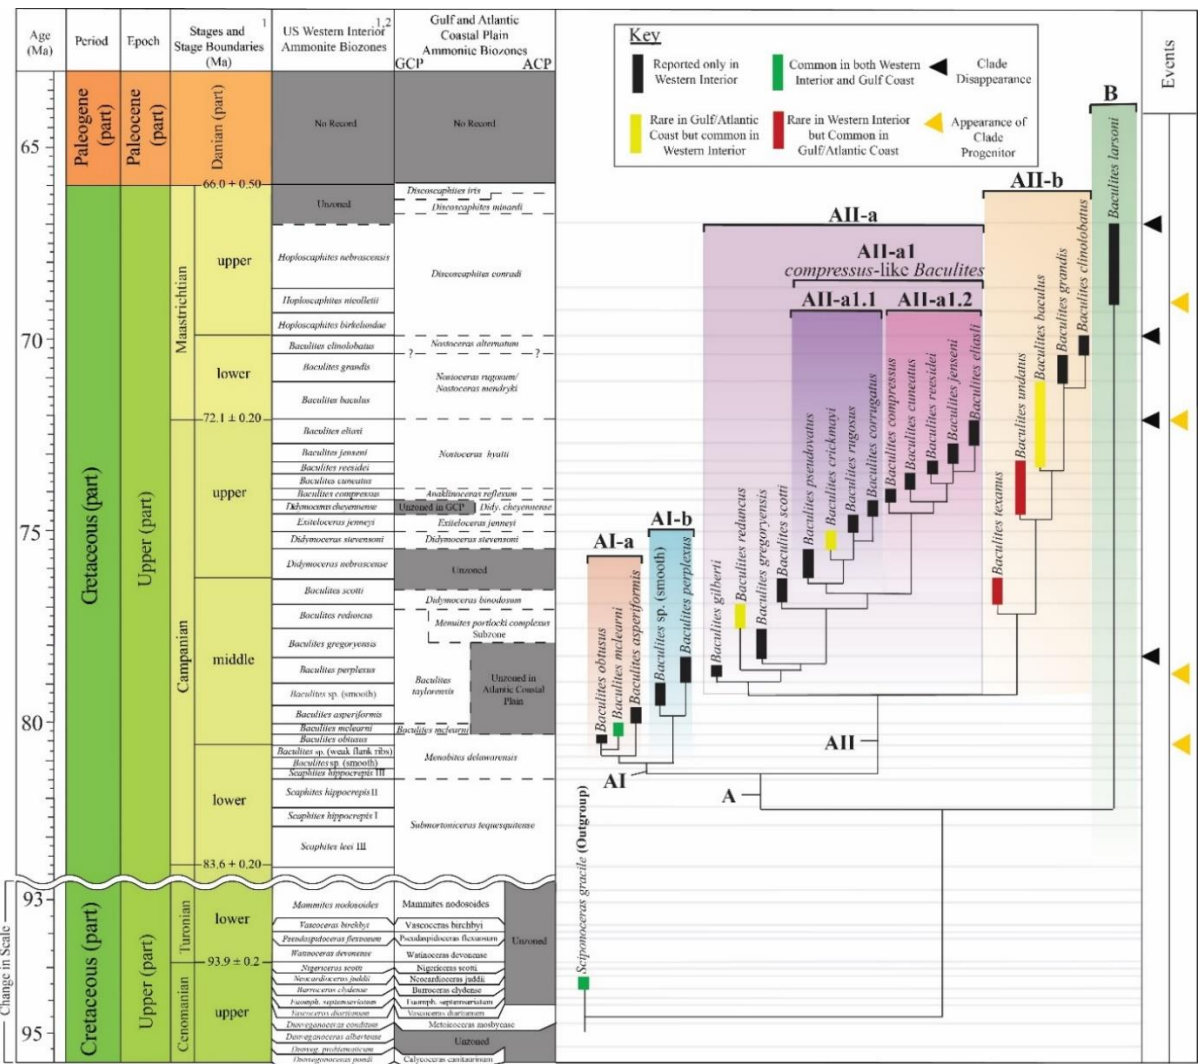 Age
(Ma)
Period
Epoch
Stages and
Stage Boundaries
(Ma)
1
US Western Interior
Ammonite Biozones
1,2
Gulf and Atlantic
Coastal Plain
Ammonite Biozones
GCP
ACP
65
70
75
80
93
95
Change in Scale
Paleogene
(part)
Cretaceous (part)
Cretaceous (part)
Paleocene
(part)
Upper (part)
Upper (part)
Danian (part)
66.0 + 0.50
Maastrichtian
upper
lower
72.1 ± 0.20
Campanian
upper
middle
lower
83.6 + 0.20
Turonian
lower
93.9 ± 0.2
Cenomanian
upper
No Record
Unzoned
Hoploscaphites nebrascensis
Hoploscaphites nicolletii
Hoploscaphites birkelundae
Baculites clinolobatus
Baculites grandis
Baculites baculus
Baculites eliasi
Baculites jenseni
Baculites reesidei
Baculites cuneatus
Baculites compressus
Didymoceras cheyennense
Exiteloceras jenneyi
Didymoceras stevensoni
Didymoceras nebrascense
Baculites scotti
Baculites reduncus
Baculites gregoryensis
Baculites perplexus
Baculites sp. (smooth)
Baculites asperiformis
Baculites mclearni
Baculites obtusus
Baculites sp. (weak flank ribs)
Baculites sp. (smooth)
Scaphites hippocrepis III
Scaphites hippocrepis II
Scaphites hippocrepis I
Scaphites leei III
Mammites nodosoides
Vascoceras birchbyi
Pseudaspidoceras flexuosum
Watinoceras devonense
Nigericeras scotti
Neocardioceras juddii
Burroceras clydense
Euomph. septemseriatum
Vascoceras diartianum
Dunveganoceras conditum
Dunveganoceras albertense
Dunveg. problematicum
Dunveganoceras pondi
No Record
Discoscaphites iris
Discoscaphites minardi
Discoscaphites conradi
Nostoceras alternatum
?
?
Nostoceras rugosum/
Nostoceras mendryki
Nostoceras hyatti
Anaklinoceras reflexum
Unzoned in GCP
Didy. cheyennense
Exiteloceras jenneyi
Didymoceras stevensoni
Unzoned
Didymoceras binodosum
Menuites portlocki complexus
Subzone
Baculites
taylorensis
Unzoned in
Atlantic Coastal
Plain
Baculites mclearni
Menabites delawarensis
Submortoniceras tequesquitense
Mammites nodosoides
Vascoceras birchbyi
Pseudaspidoceras flexuosum
Watinoceras devonense
Nigericeras scotti
Neocardioceras juddii
Burroceras clydense
Euomph. septemseriatum
Vascoceras diartianum
Metoicoceras mosbyense
Unzoned
Calycoceras canitaurinum
Unzoned
Key
Reported only in
Western Interior
Common in both Western
Interior and Gulf Coast
Clade
Disappearance
Rare in Gulf/Atlantic
Coast but common in
Western Interior
Rare in Western Interior
but Common in
Gulf/Atlantic Coast
Appearance of
Clade
Progenitor
Events
B
AII-b
AII-a
AII-a1
compressus-like Baculites
AII-a1.1
AII-a1.2
AI-b
AI-a
AII
AI
A
Baculites obtusus
Baculites mclearni
Baculites asperiformis
Baculites sp. (smooth)
Baculites perplexus
Baculites gilberti
Baculites reduncus
Baculites gregoryensis
Baculites scotti
Baculites pseudovatus
Baculites crickmayi
Baculites rugosus
Baculites corrugatus
Baculites compressus
Baculites cuneatus
Baculites reesidei
Baculites jenseni
Baculites eliasli
Baculites texanus
Baculites undatus
Baculites baculus
Baculites grandis
Baculites clinolobatus
Baculites larsoni
Sciponoceras gracile (Outgroup)